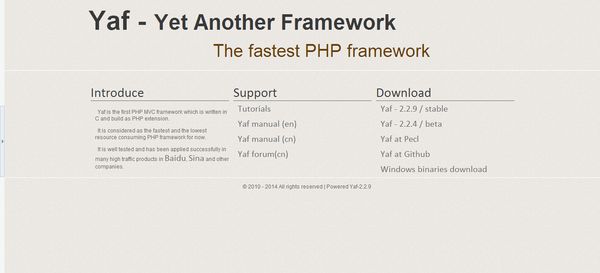 Yaf - Yet Another Framework
The fastest PHP framework
Introduce
Yaf is the first PHP MVC framework which is written in
C and build as PHP extension.
It is considered as the fastest and the lowest
resource consuming PHP framework for now.
It is well tested and has been applied successfully in
many high traffic products in Baidu, Sina and other
companies.
Support
Tutorials
Yaf manual (en)
Yaf manual (cn)
Yaf forum(cn)
Download
Yaf - 2.2.9 / stable
Yaf - 2.2.4 / beta
Yaf at Pecl
Yaf at Github
Windows binaries download
© 2010 - 2014 All rights reserved | Powered Yaf-2.2.9